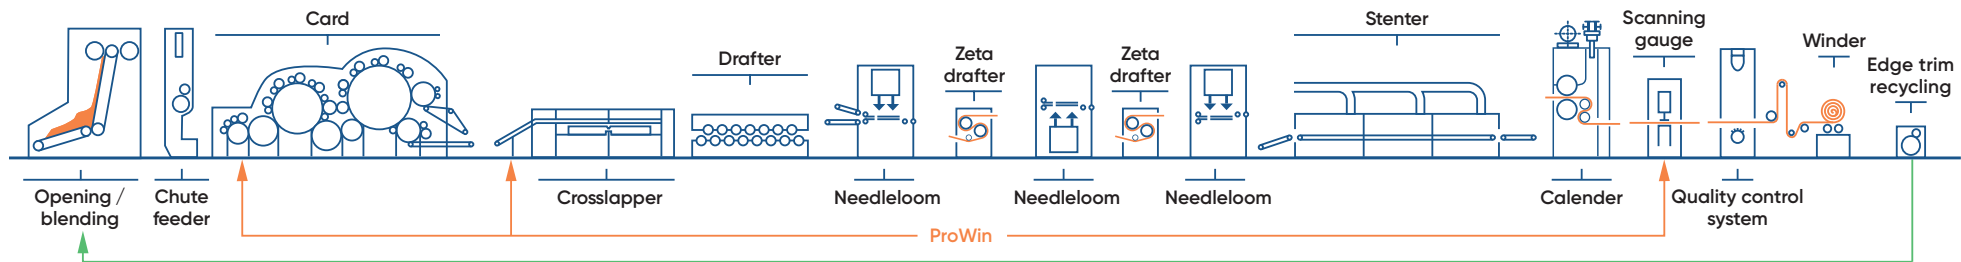 Card
Drafter
Zeta
drafter
Zeta
drafter
Stenter
Scanning
gauge
Winder
Edge trim
recycling
Opening /
blending
Chute
feeder
Crosslapper
Needleloom
Needleloom
Needleloom
Calender
Quality control
system
ProWin